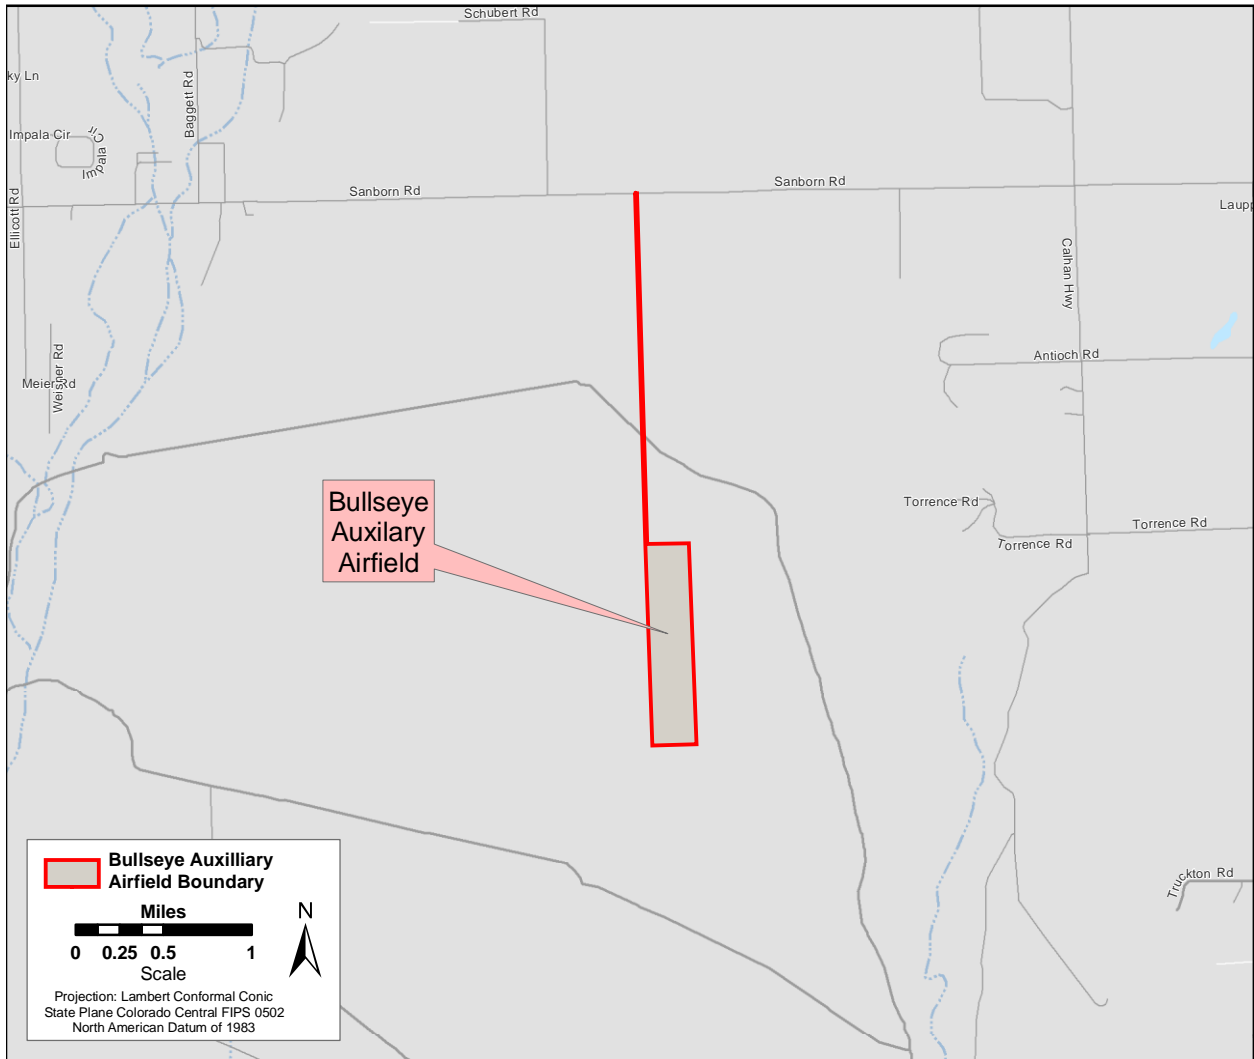 Schubert Rd
ky Ln
Baggett Rd
Impala Cir
Impala Cir
Sanborn Rd
Sanborn Rd
Ellicott Rd
Laupp
Calhan Hwy
Antioch Rd
Meier Rd
Weisner Rd
Bullseye
Auxilary
Airfield
Torrence Rd
Torrence Rd
Torrence Rd
Truckton Rd
Bullseye Auxilliary
Airfield Boundary
Miles
0 0.25 0.5 1
Scale
N
Projection: Lambert Conformal Conic
State Plane Colorado Central FIPS 0502
North American Datum of 1983